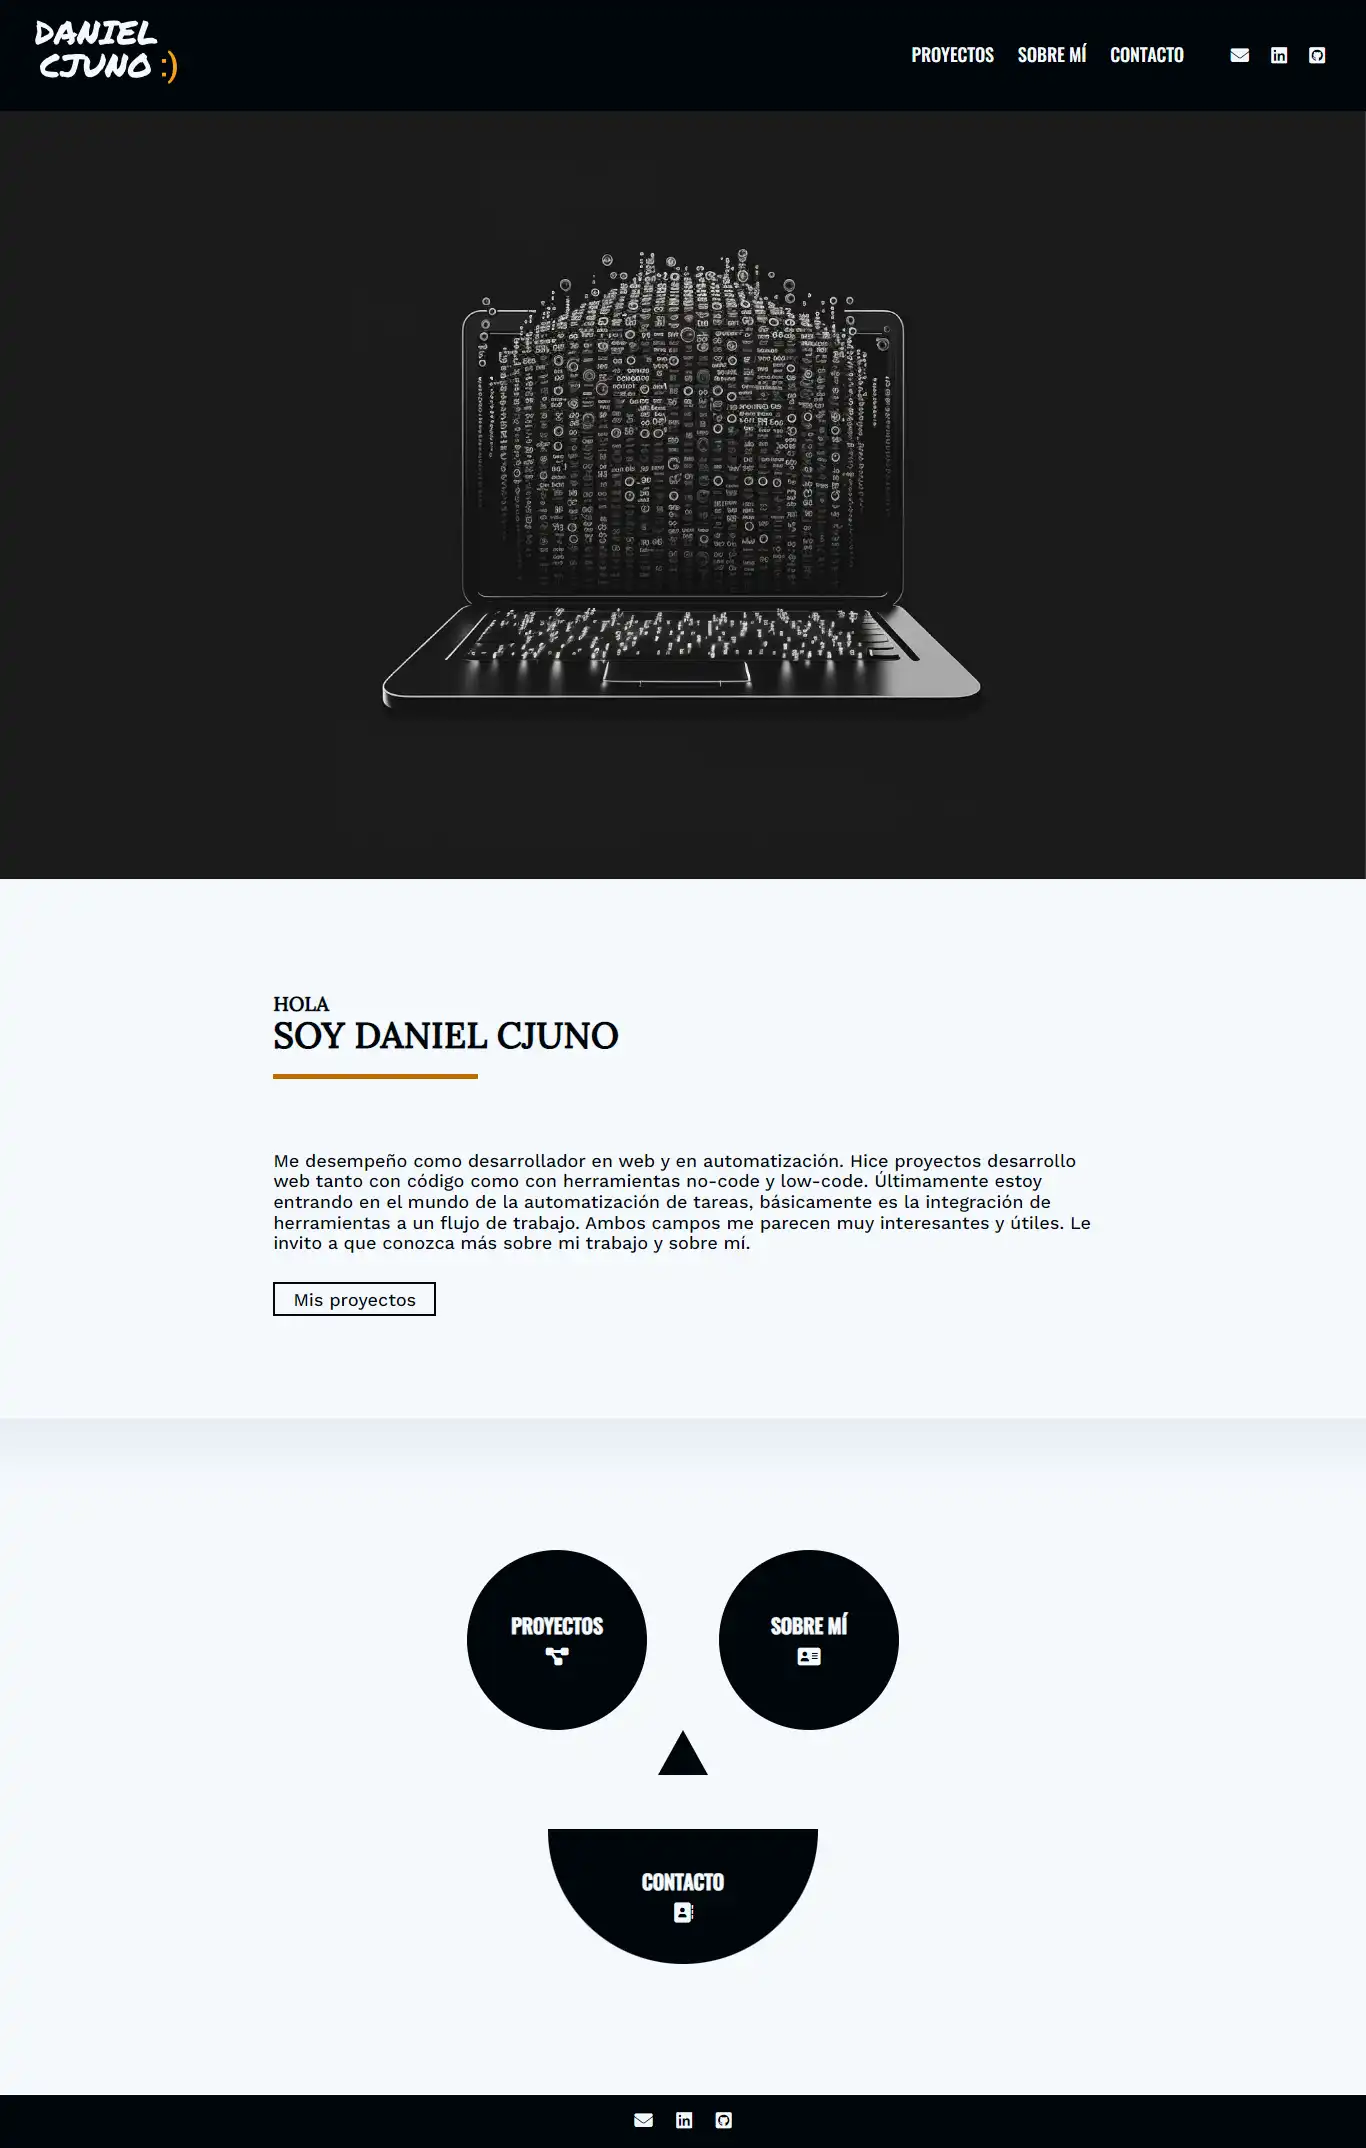 DANIEL
CJUNO :)
PROYECTOS SOBRE MÍ CONTACTO
HOLA
SOY DANIEL CJUNO
Me desempeño como desarrollador en web y en automatización. Hice proyectos desarrollo
web tanto con código como con herramientas no-code y low-code. Últimamente estoy
entrando en el mundo de la automatización de tareas, básicamente es la integración de
herramientas a un flujo de trabajo. Ambos campos me parecen muy interesantes y útiles. Le
invito a que conozca más sobre mi trabajo y sobre mí.
Mis proyectos
PROYECTOS
SOBRE MÍ
CONTACTO